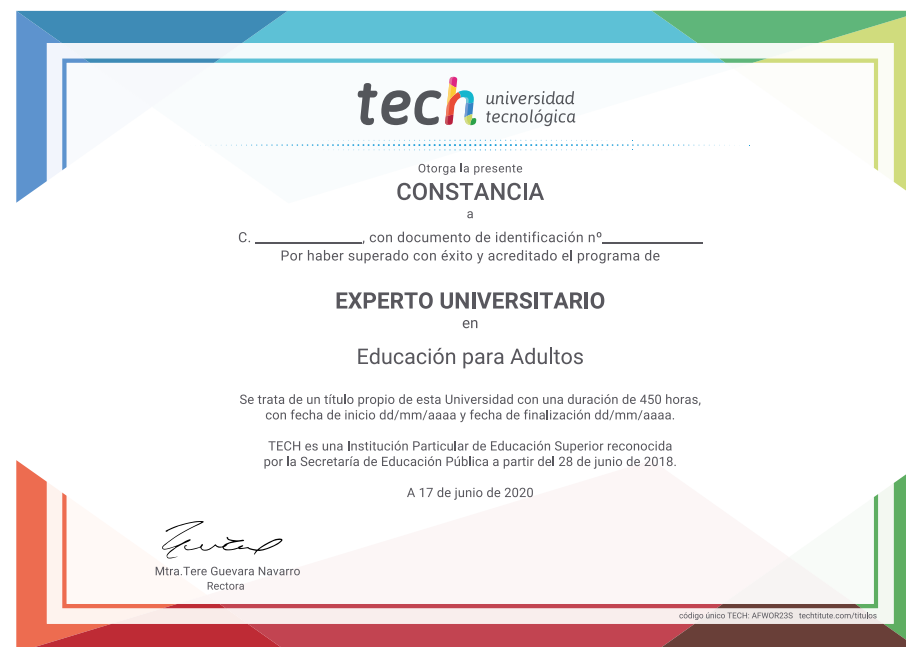 tech universidad
tecnológica
Otorga la presente
CONSTANCIA
a
C. ____________, con documento de identificación nº____________
Por haber superado con éxito y acreditado el programa de
EXPERTO UNIVERSITARIO
en
Educación para Adultos
Se trata de un título propio de esta Universidad con una duración de 450 horas,
con fecha de inicio dd/mm/aaaa y fecha de finalización dd/mm/aaaa.
TECH es una Institución Particular de Educación Superior reconocida
por la Secretaría de Educación Pública a partir del 28 de junio de 2018.
A 17 de junio de 2020
Mtra.Tere Guevara Navarro
Rectora
código único TECH: AFWOR23S techtitute.com/titulos